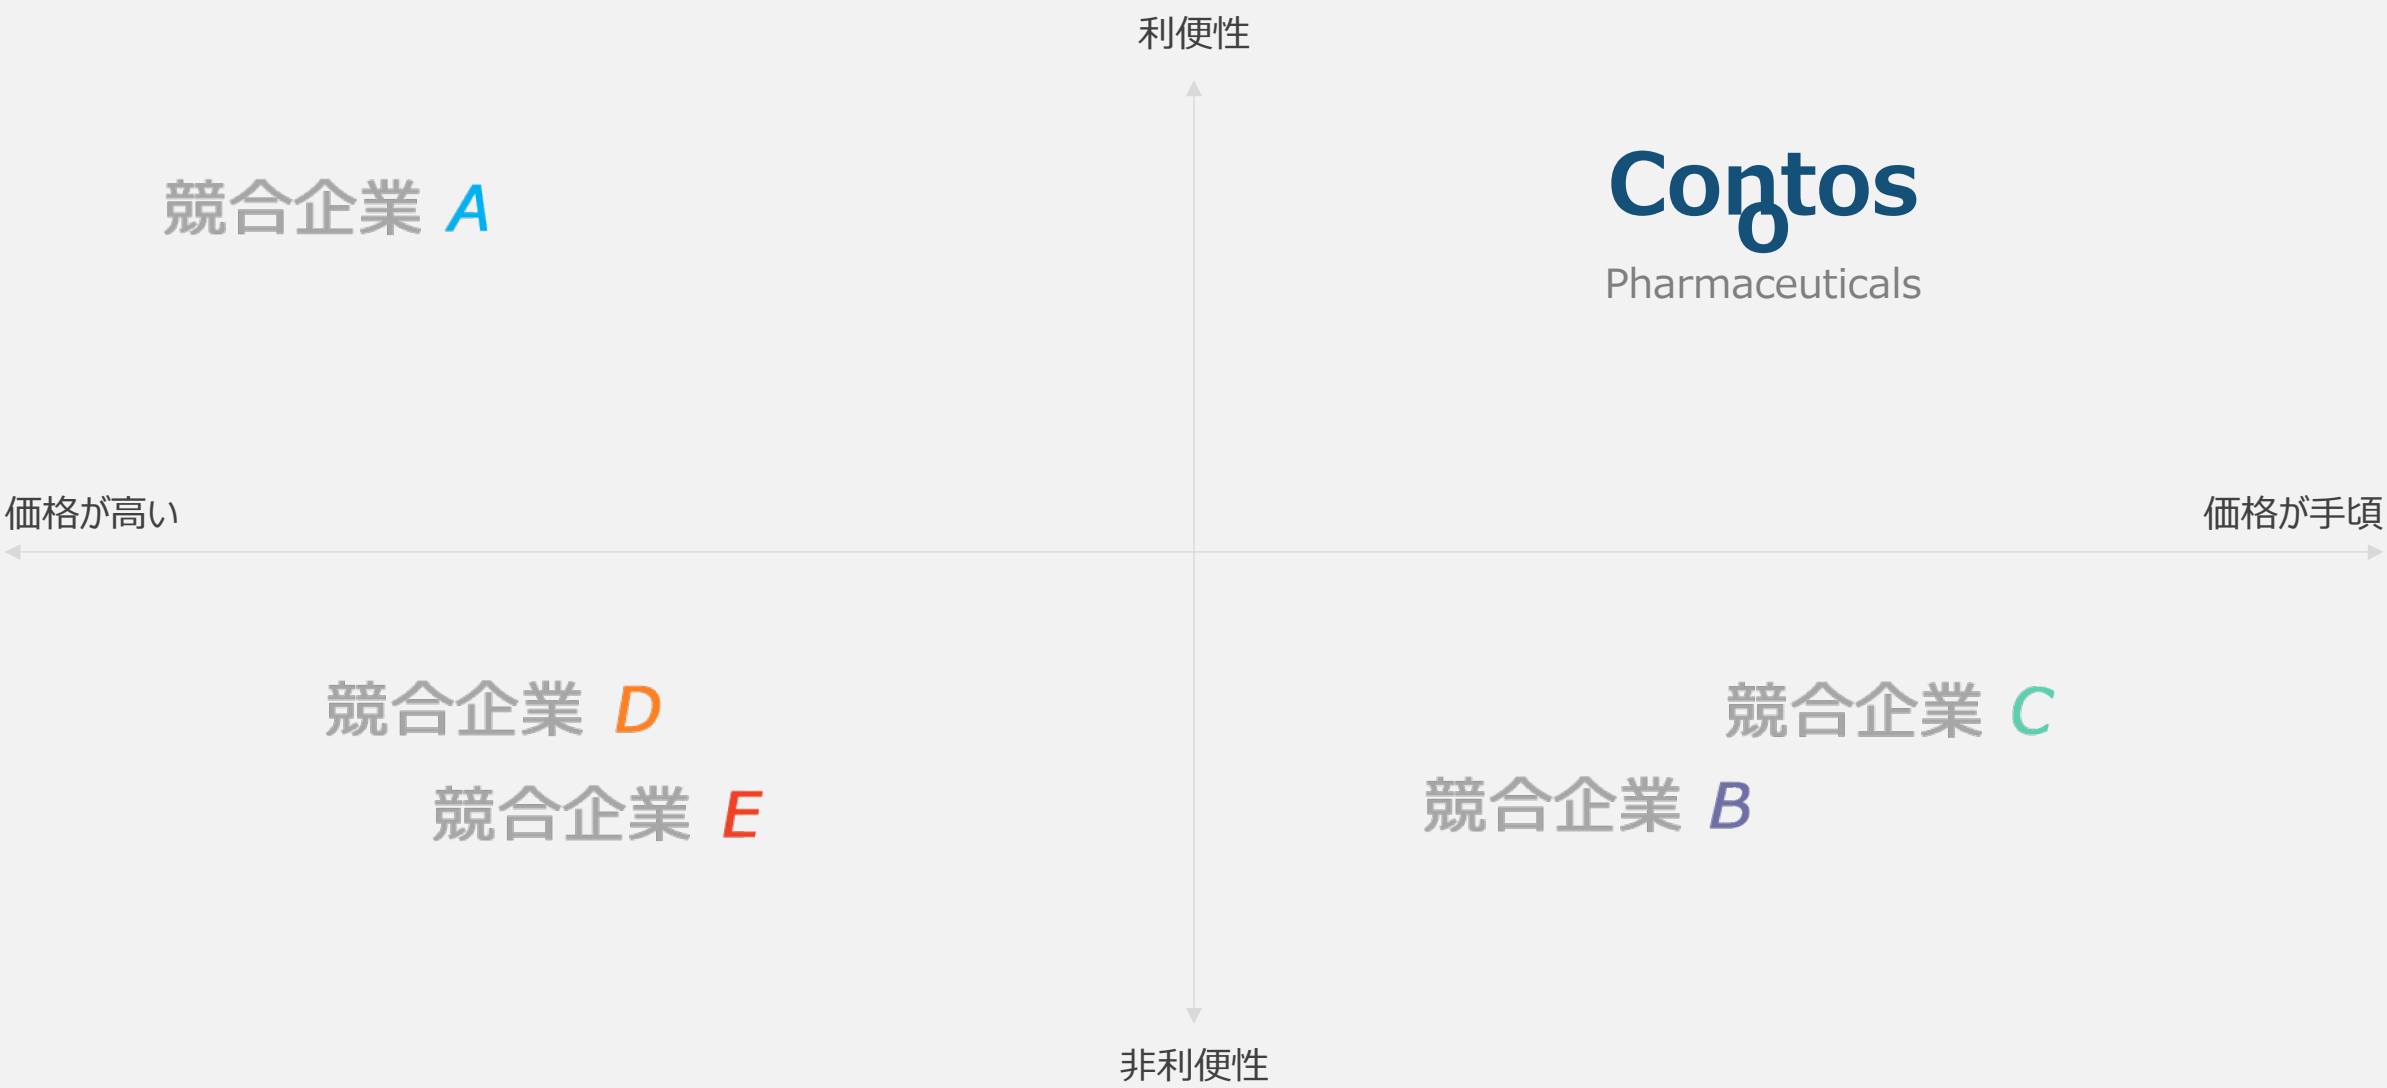 利便性
競合企業 A
Contoso
Pharmaceuticals
価格が高い
価格が手頃
競合企業 D
競合企業 C
競合企業 B
競合企業 E
非利便性